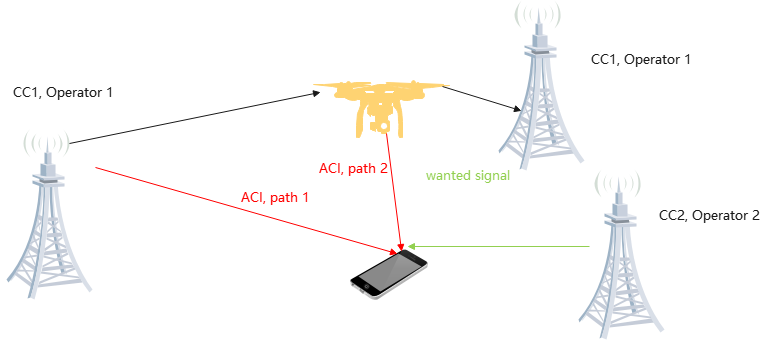 CC1, Operator 1
CC1, Operator 1
ACI, path 2
wanted signal
ACI, path 1
CC2, Operator 2